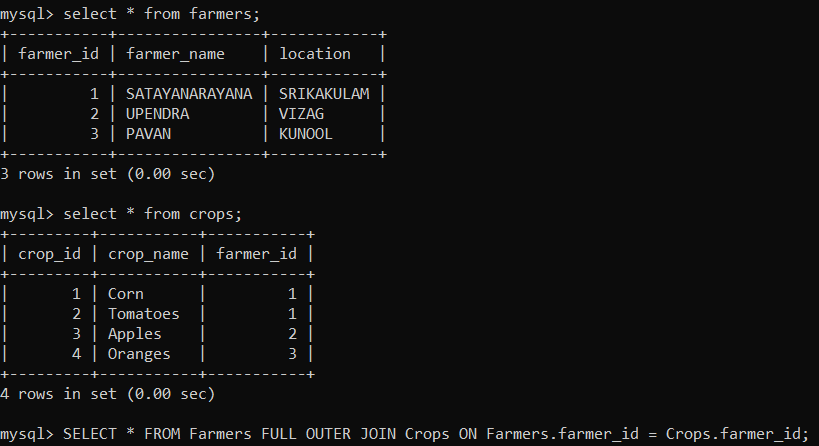 mysql> select * from farmers;
+-----------+----------------+------------+
| farmer_id | farmer_name    | location   |
+-----------+----------------+------------+
|         1 | SATAYANARAYANA | SRIKAKULAM |
|         2 | UPENDRA        | VIZAG      |
|         3 | PAVAN          | KUNOOL     |
+-----------+----------------+------------+
3 rows in set (0.00 sec)

mysql> select * from crops;
+---------+-----------+-----------+
| crop_id | crop_name | farmer_id |
+---------+-----------+-----------+
|       1 | Corn      |         1 |
|       2 | Tomatoes  |         1 |
|       3 | Apples    |         2 |
|       4 | Oranges   |         3 |
+---------+-----------+-----------+
4 rows in set (0.00 sec)

mysql> SELECT * FROM Farmers FULL OUTER JOIN Crops ON Farmers.farmer_id = Crops.farmer_id;